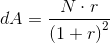 dA = \frac{N \cdot r}{(1 + r)^2}